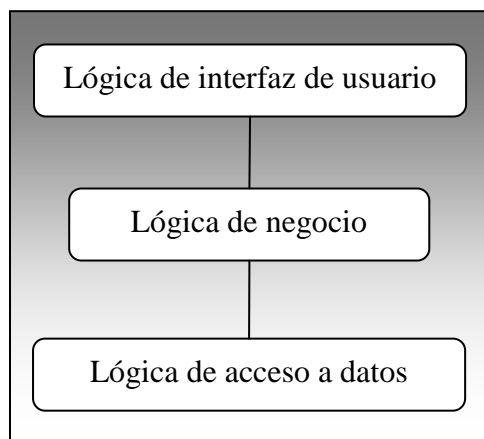 Lógica de interfaz de usuario
Lógica de negocio
Lógica de acceso a datos